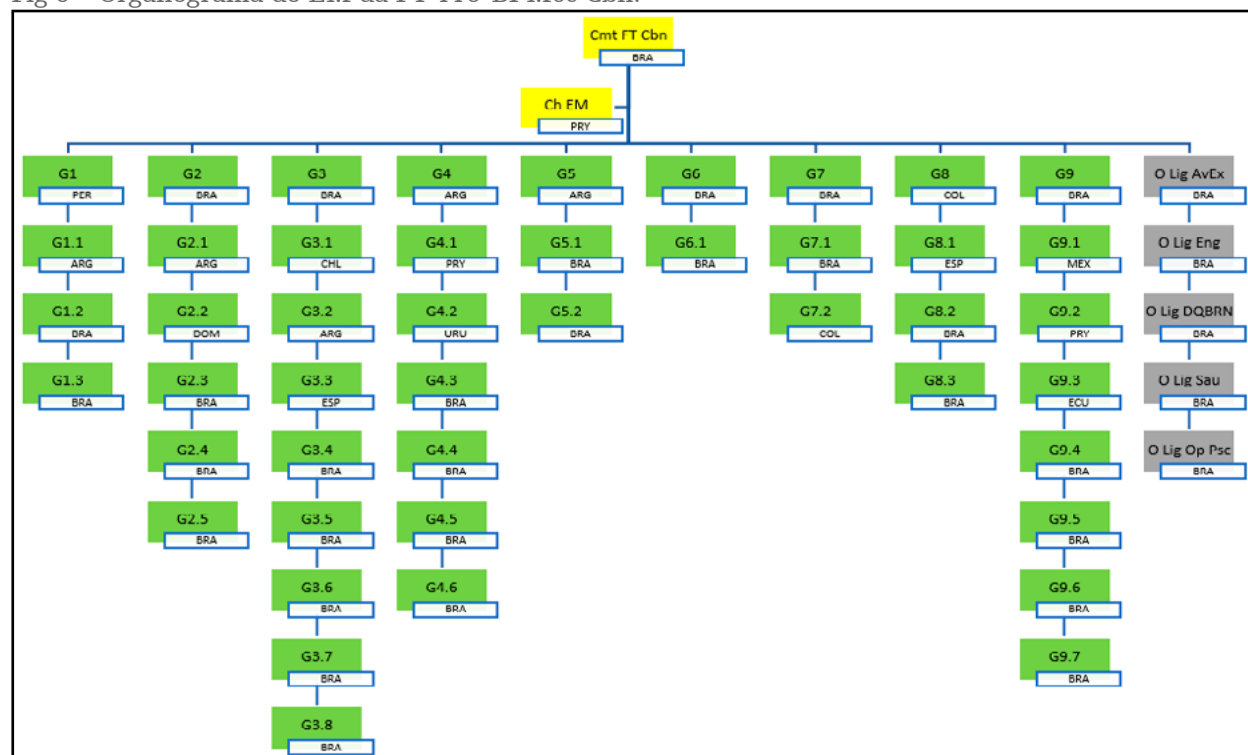 Cmt FT Cbn
BRA
Ch EM
PRY
G1
PER
G2
BRA
G3
BRA
G4
ARG
G5
ARG
G6
BRA
G7
BRA
G8
COL
G9
BRA
O Lig AvEx
BRA
G1.1
ARG
G2.1
ARG
G3.1
CHL
G4.1
PRY
G5.1
BRA
G6.1
BRA
G7.1
BRA
G8.1
ESP
G9.1
MEX
O Lig Eng
BRA
G1.2
BRA
G2.2
DOM
G3.2
ARG
G4.2
URU
G5.2
BRA
G7.2
COL
G8.2
BRA
G9.2
PRY
O Lig DQBRN
BRA
G1.3
BRA
G2.3
BRA
G3.3
ESP
G4.3
BRA
G8.3
BRA
G9.3
ECU
O Lig Sau
BRA
G2.4
BRA
G3.4
BRA
G4.4
BRA
G9.4
BRA
O Lig Op Psc
BRA
G2.5
BRA
G3.5
BRA
G4.5
BRA
G9.5
BRA
G3.6
BRA
G4.6
BRA
G9.6
BRA
G3.7
BRA
G9.7
BRA
G3.8
BRA